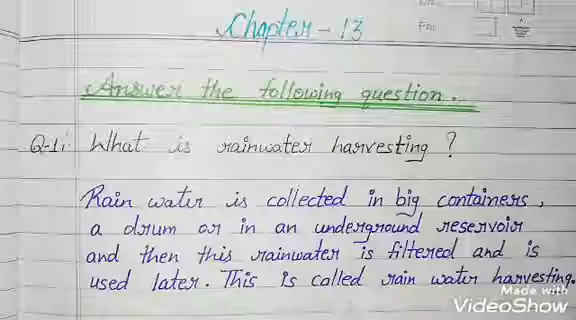 Chapter - 13
Answer the following question.
Q-1: What is rainwater harvesting?
Rain water is collected in big containers,
a drum or in an underground reservoir
and then this rainwater is filtered and is
used later. This is called rain water harvesting.
Made with
VideoShow